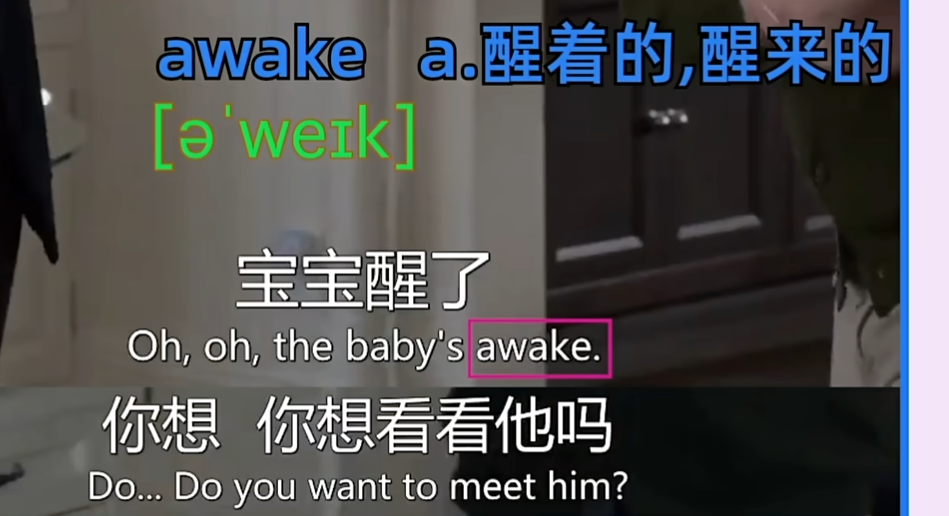 awake a.醒着的,醒来的
[əˈweɪk]
宝宝醒了
Oh, oh, the baby's awake.
你想 你想看看他吗
Do... Do you want to meet him?